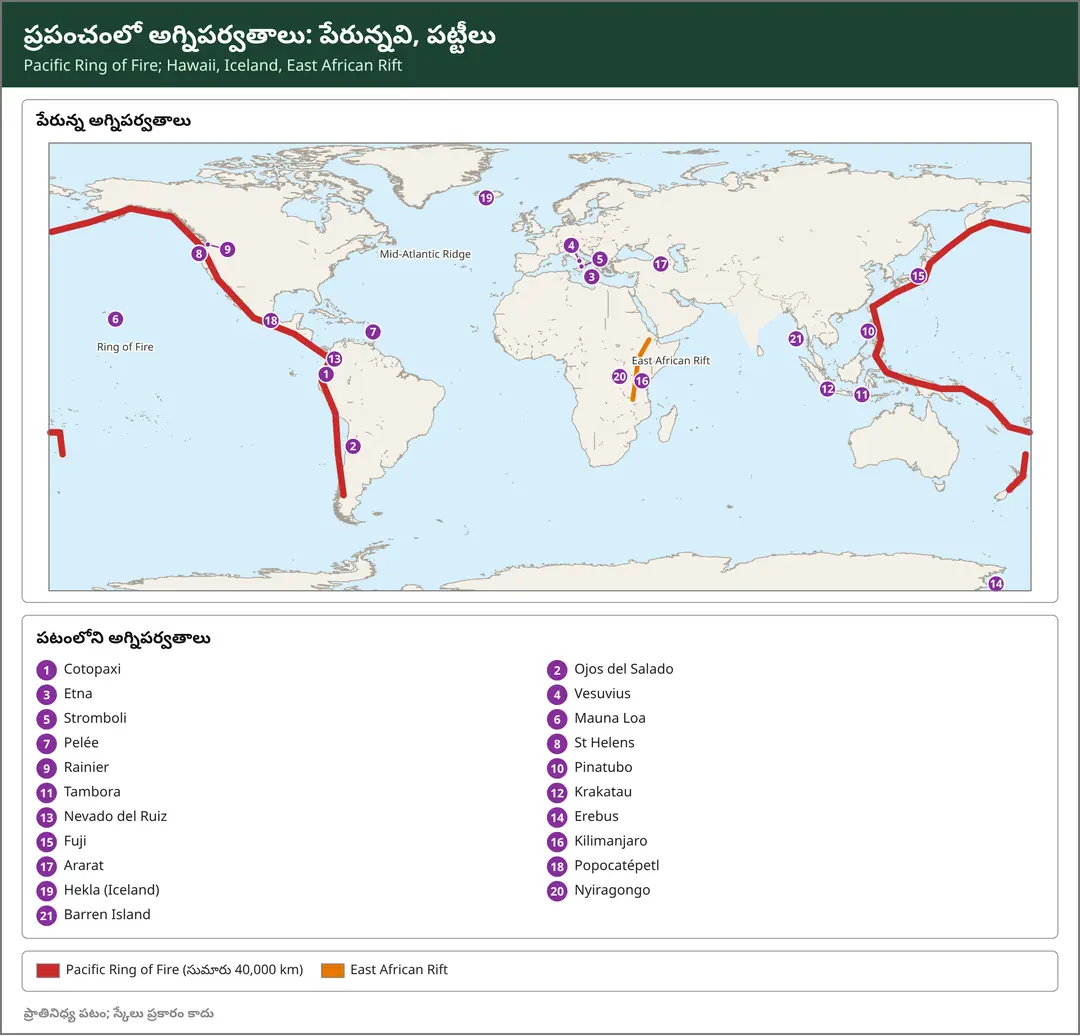 ప్రపంచంలో అగ్నిపర్వతాలు: పేరున్నవి, పట్టీలు
Pacific Ring of Fire; Hawaii, Iceland, East African Rift
పేరున్న అగ్నిపర్వతాలు
19
9
8
Mid-Atlantic Ridge
4
5
3
17
15
6
Ring of Fire
18
7
10
21
13
1
East African Rift
20
16
12
11
2
14
పటంలోని అగ్నిపర్వతాలు
1 Cotopaxi
2 Ojos del Salado
3 Etna
4 Vesuvius
5 Stromboli
6 Mauna Loa
7 Pelée
8 St Helens
9 Rainier
10 Pinatubo
11 Tambora
12 Krakatau
13 Nevado del Ruiz
14 Erebus
15 Fuji
16 Kilimanjaro
17 Ararat
18 Popocatépetl
19 Hekla (Iceland)
20 Nyiragongo
21 Barren Island
Pacific Ring of Fire (సుమారు 40,000 km)
East African Rift
ప్రాతినిధ్య పటం; స్కేలు ప్రకారం కాదు